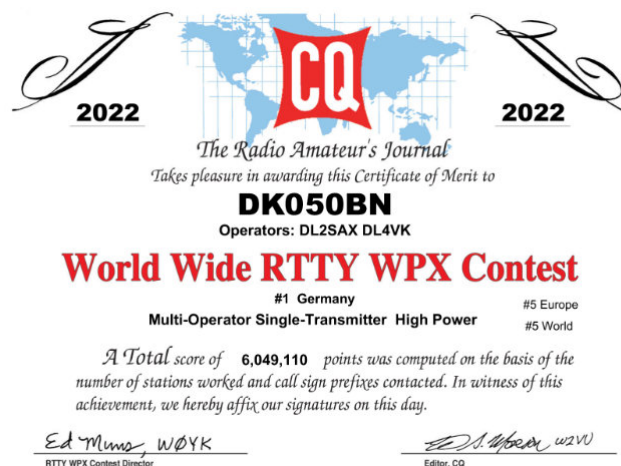 2022
CQ
2022
The Radio Amateur's Journal
Takes pleasure in awarding this Certificate of Merit to
DK050BN
Operators: DL2SAX DL4VK
World Wide RTTY WPX Contest
#1 Germany
#5 Europe
Multi-Operator Single-Transmitter High Power
#5 World
A Total score of 6,049,110 points was computed on the basis of the
number of stations worked and call sign prefixes contacted. In witness of this
achievement, we hereby affix our signatures on this day.
Ed Muns, WØYK
W2VU
RTTY WPX Contest Director
Editor, CQ